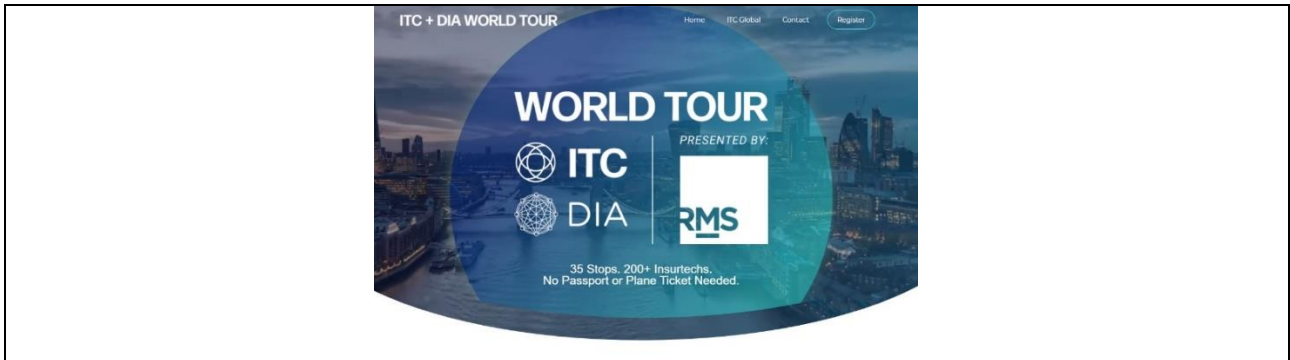 ITC + DIA WORLD TOUR
Home ITC Global Contact Register
WORLD TOUR
ITC
DIA
PRESENTED BY:
RMS
35 Stops. 200+ Insurtechs.
No Passport or Plane Ticket Needed.